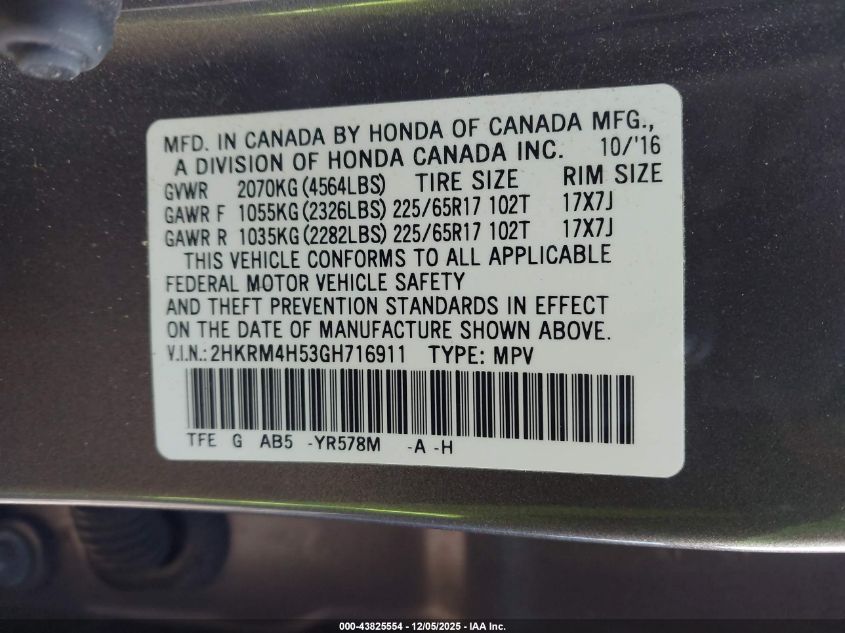 MFD. IN CANADA BY HONDA OF CANADA MFG.,
A DIVISION OF HONDA CANADA INC. 10/'16
GVWR 2070KG (4564LBS) TIRE SIZE RIM SIZE
GAWR F 1055KG (2326LBS) 225/65R17 102T 17X7J
GAWR R 1035KG (2282LBS) 225/65R17 102T 17X7J
THIS VEHICLE CONFORMS TO ALL APPLICABLE
FEDERAL MOTOR VEHICLE SAFETY
AND THEFT PREVENTION STANDARDS IN EFFECT
ON THE DATE OF MANUFACTURE SHOWN ABOVE.
V.I.N.: 2HKRM4H53GH716911 TYPE: MPV
TFE G AB5 -YR578M -A -H
000-43825554 - 12/05/2025 - IAA Inc.